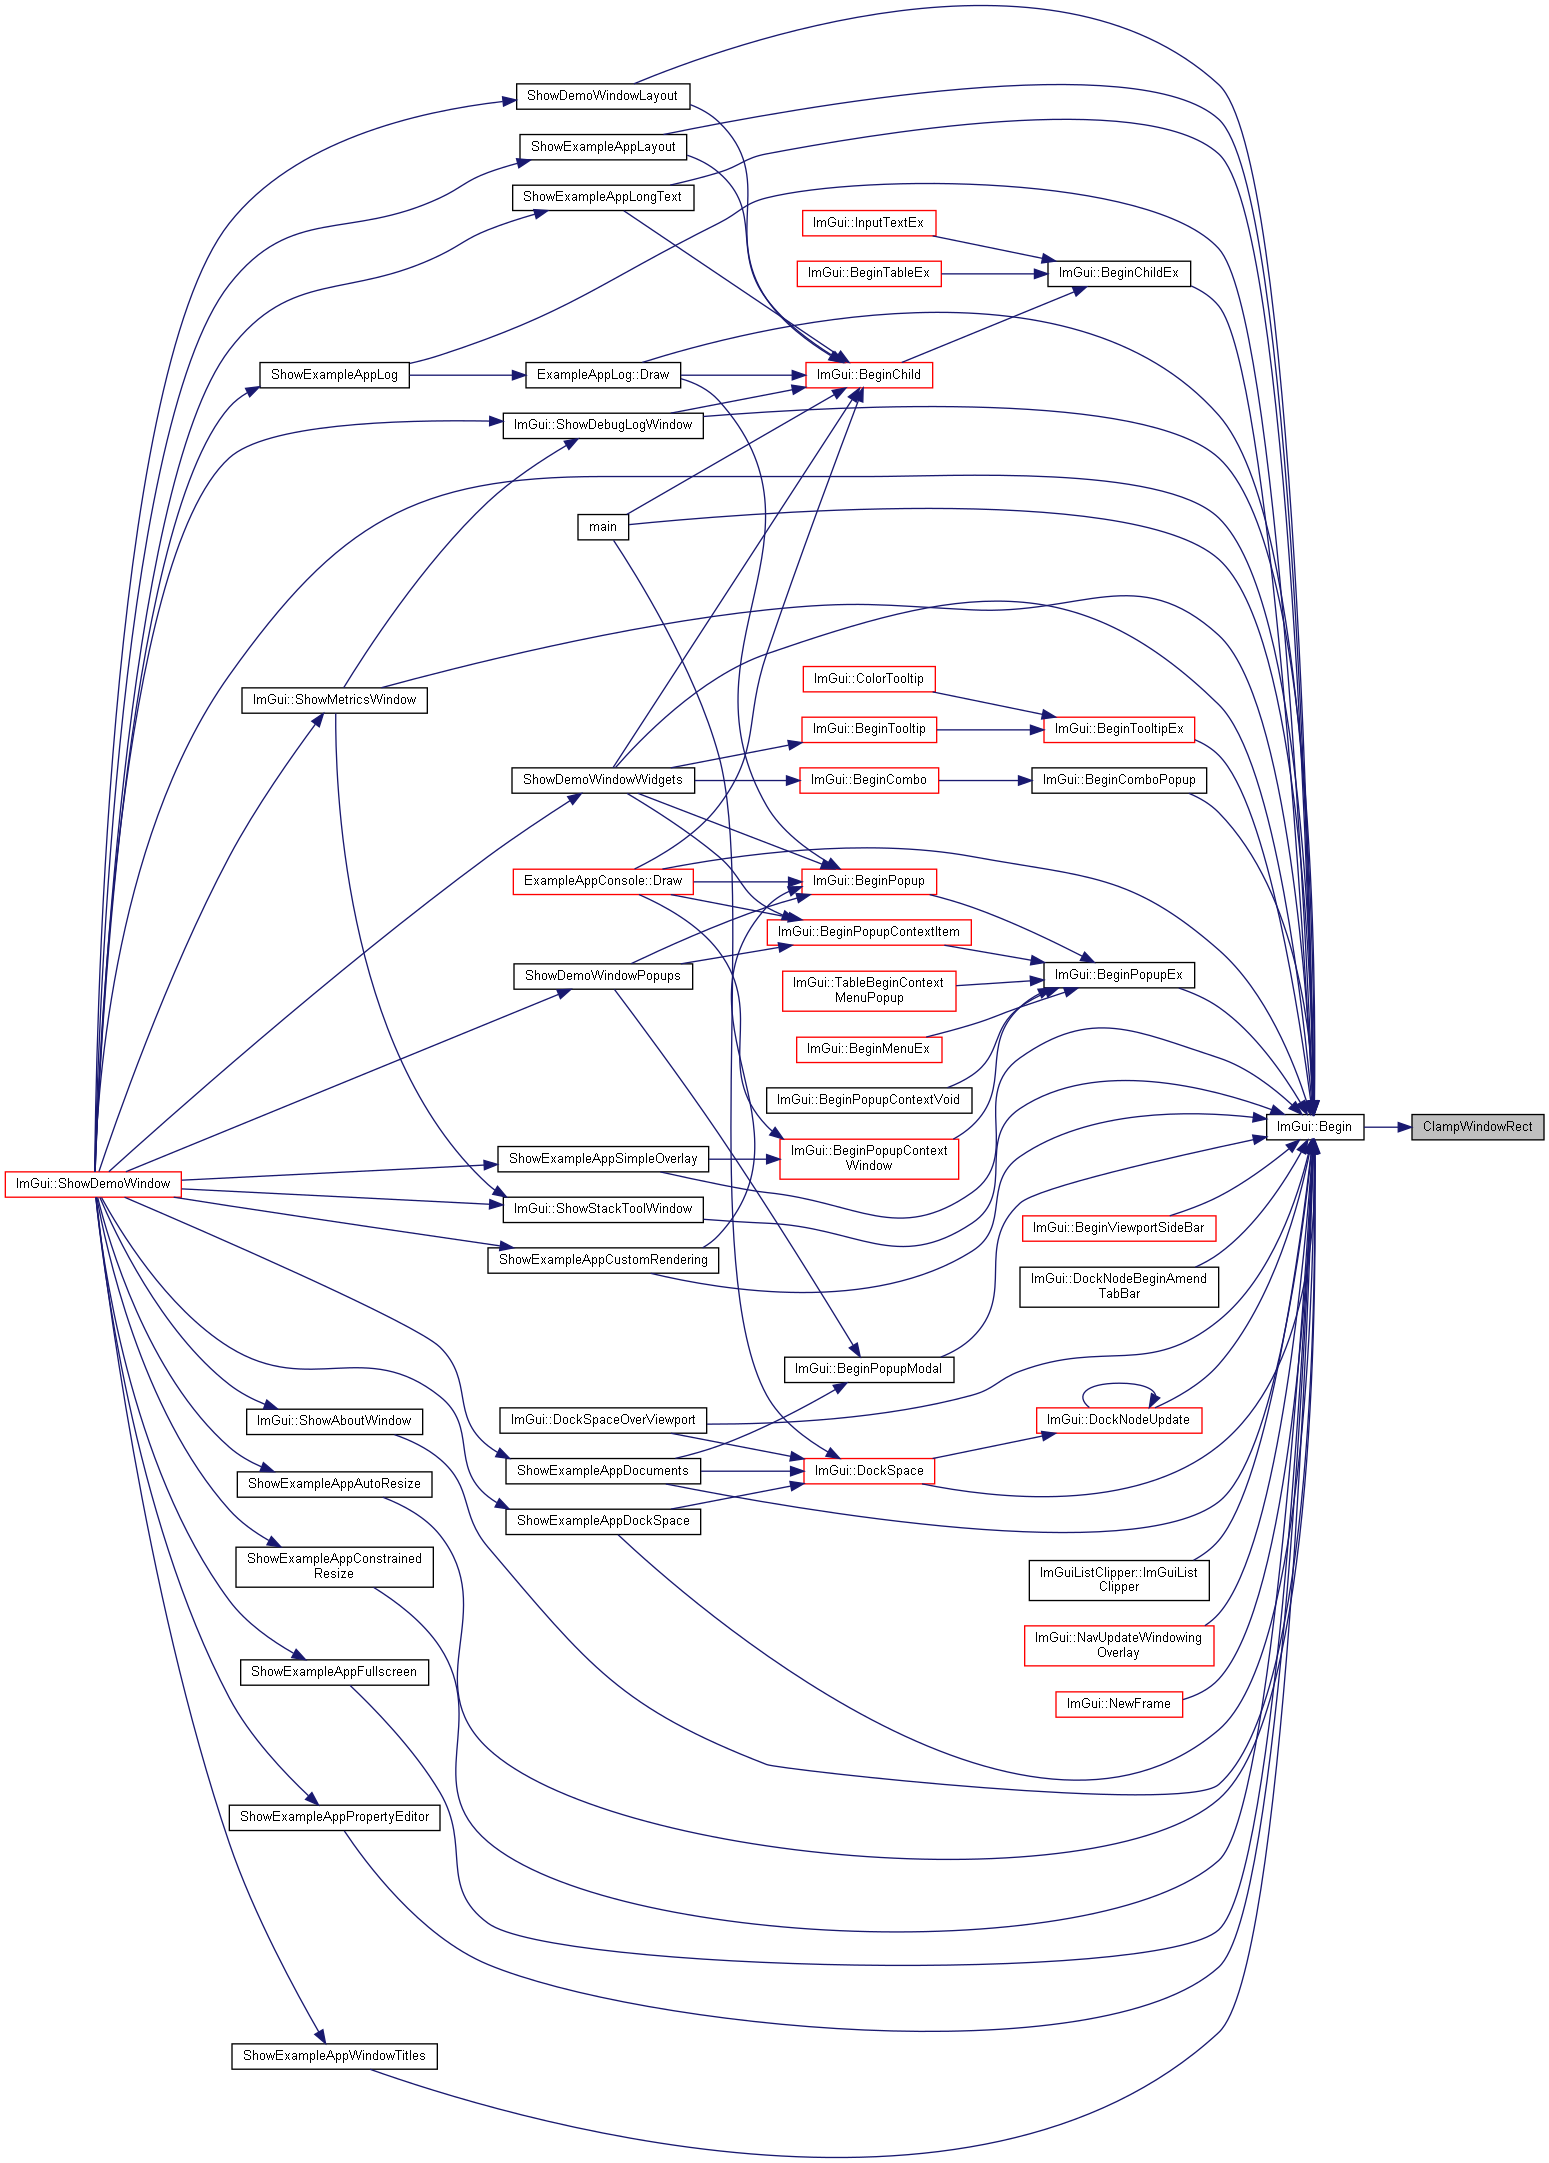 ShowDemoWindowLayout
ShowExampleAppLayout
ShowExampleAppLongText
ImGui::InputTextEx
ImGui::BeginTableEx
ImGui::BeginChildEx
ShowExampleAppLog
ExampleAppLog::Draw
ImGui::BeginChild
ImGui::ShowDebugLogWindow
main
ImGui::ShowMetricsWindow
ImGui::ColorTooltip
ImGui::BeginTooltip
ImGui::BeginTooltipEx
ShowDemoWindowWidgets
ImGui::BeginCombo
ImGui::BeginComboPopup
ExampleAppConsole::Draw
ImGui::BeginPopup
ImGui::BeginPopupContextItem
ShowDemoWindowPopups
ImGui::BeginPopupEx
ImGui::TableBeginContext
MenuPopup
ImGui::BeginMenuEx
ImGui::BeginPopupContextVoid
ImGui::Begin
ClampWindowRect
ShowExampleAppSimpleOverlay
ImGui::BeginPopupContext
Window
ImGui::ShowDemoWindow
ImGui::ShowStackToolWindow
ImGui::BeginViewportSideBar
ShowExampleAppCustomRendering
ImGui::DockNodeBeginAmend
TabBar
ImGui::BeginPopupModal
ImGui::ShowAboutWindow
ImGui::DockSpaceOverViewport
ImGui::DockNodeUpdate
ShowExampleAppAutoResize
ShowExampleAppDocuments
ImGui::DockSpace
ShowExampleAppDockSpace
ShowExampleAppConstrained
Resize
ImGuiListClipper::ImGuiList
Clipper
ImGui::NavUpdateWindowing
Overlay
ShowExampleAppFullscreen
ImGui::NewFrame
ShowExampleAppPropertyEditor
ShowExampleAppWindowTitles